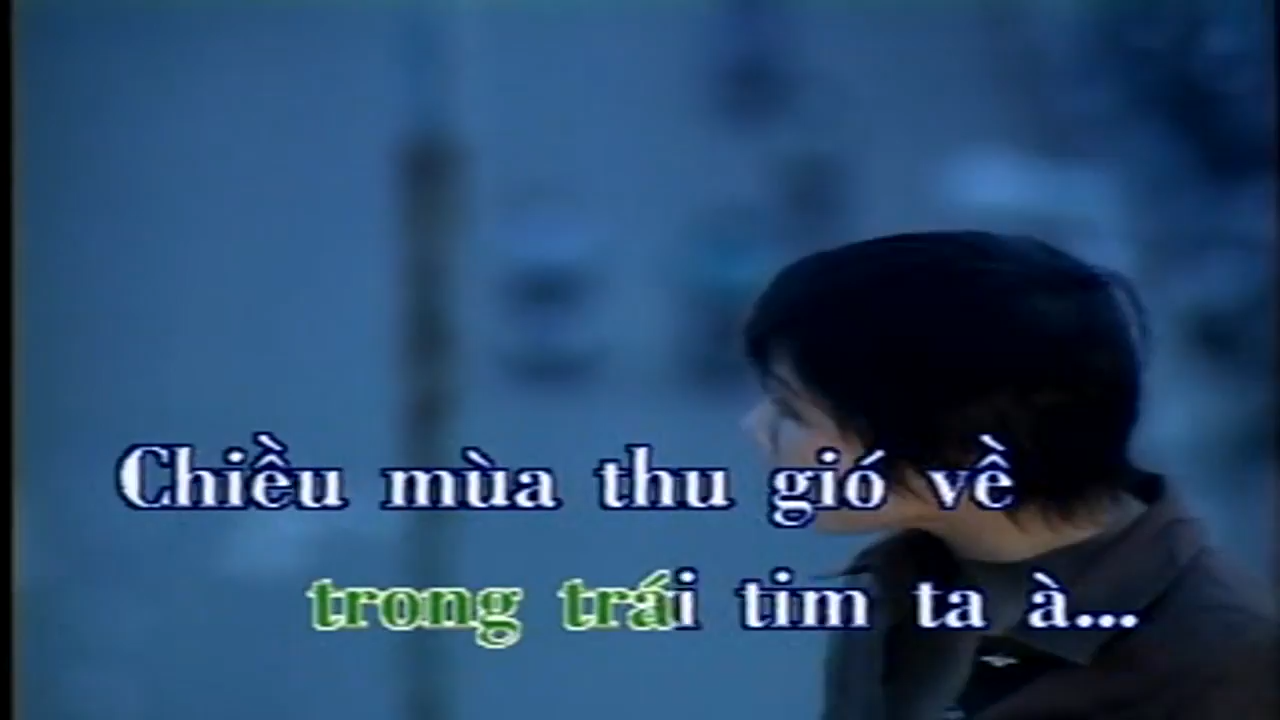 Chiều mùa thu gió về
trong trái tim ta à...